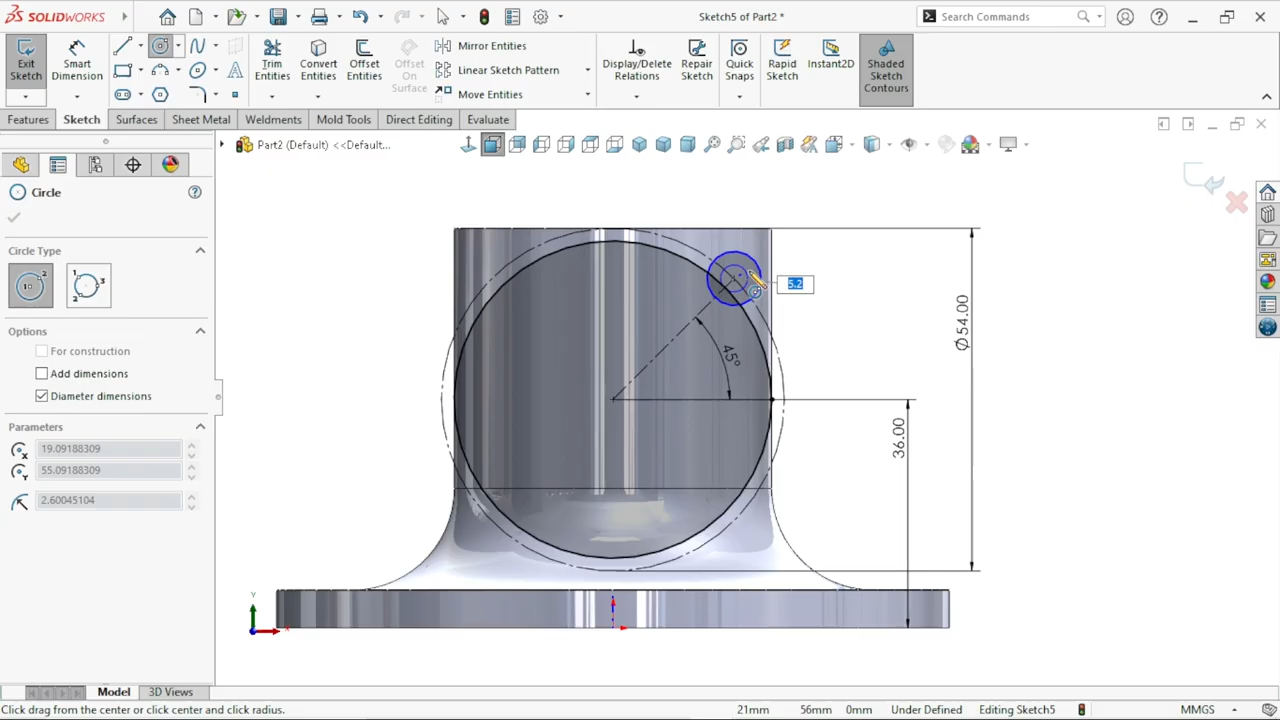 SOLIDWORKS
Sketch5 of Part2 *
Search Commands
Exit Sketch
Smart Dimension
Trim Entities
Convert Entities
Offset Entities
Offset On Surface
Mirror Entities
Linear Sketch Pattern
Move Entities
Display/Delete Relations
Repair Sketch
Quick Snaps
Rapid Sketch
Instant2D
Shaded Sketch Contours
Features
Sketch
Surfaces
Sheet Metal
Weldments
Mold Tools
Direct Editing
Evaluate
Part2 (Default) <<Default...
Circle
Circle Type
Options
For construction
Add dimensions
Diameter dimensions
Parameters
19.09188309
55.09188309
2.60045104
5.2
45°
Ø54.00
36.00
Y
X
Model
3D Views
Click drag from the center or click center and click radius.
21mm
56mm
0mm
Under Defined
Editing Sketch5
MMGS